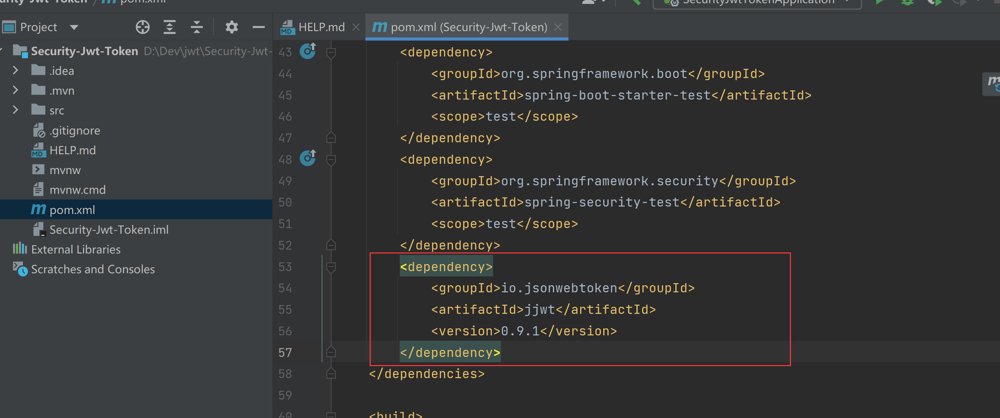 urity-Jwt-Token / m pom.xml
SecurityJwtTokenApplication
Project
Security-Jwt-Token D:\Dev\jwt\Security-Jwt-
.idea
.mvn
src
.gitignore
MD HELP.md
mvnw
mvnw.cmd
m pom.xml
Security-Jwt-Token.iml
External Libraries
Scratches and Consoles
MD HELP.md
m pom.xml (Security-Jwt-Token)
43 <dependency>
44 <groupId>org.springframework.boot</groupId>
45 <artifactId>spring-boot-starter-test</artifactId>
46 <scope>test</scope>
47 </dependency>
48 <dependency>
49 <groupId>org.springframework.security</groupId>
50 <artifactId>spring-security-test</artifactId>
51 <scope>test</scope>
52 </dependency>
53 <dependency>
54 <groupId>io.jsonwebtoken</groupId>
55 <artifactId>jjwt</artifactId>
56 <version>0.9.1</version>
57 </dependency>
58 </dependencies>
59
60 <build>
m